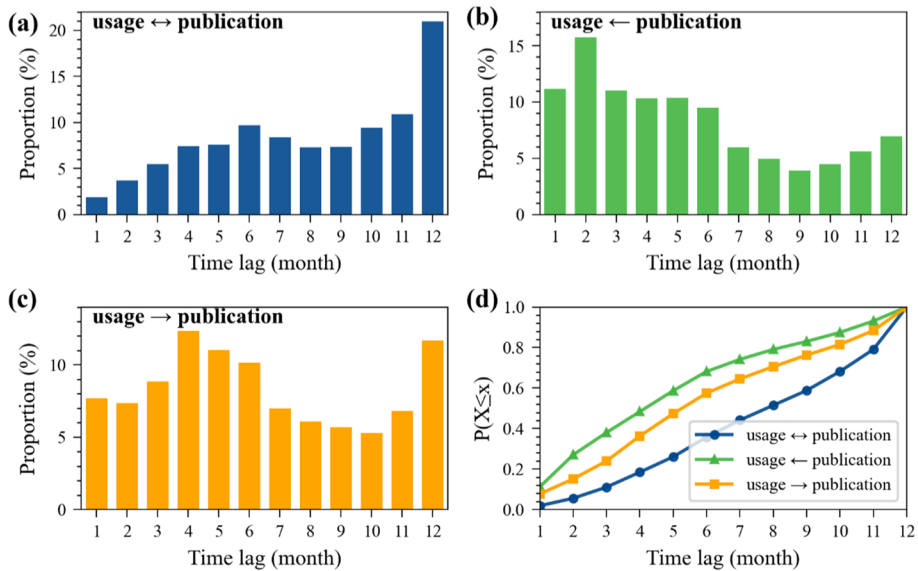 (a)
usage ↔ publication
Proportion (%)
20
15
10
5
0
1 2 3 4 5 6 7 8 9 10 11 12
Time lag (month)
(b)
usage ← publication
Proportion (%)
15
10
5
0
1 2 3 4 5 6 7 8 9 10 11 12
Time lag (month)
(c)
usage → publication
Proportion (%)
10
5
0
1 2 3 4 5 6 7 8 9 10 11 12
Time lag (month)
(d)
P(X≤x)
1.0
0.8
0.6
0.4
0.2
0.0
usage ↔ publication
usage ← publication
usage → publication
1 2 3 4 5 6 7 8 9 10 11 12
Time lag (month)